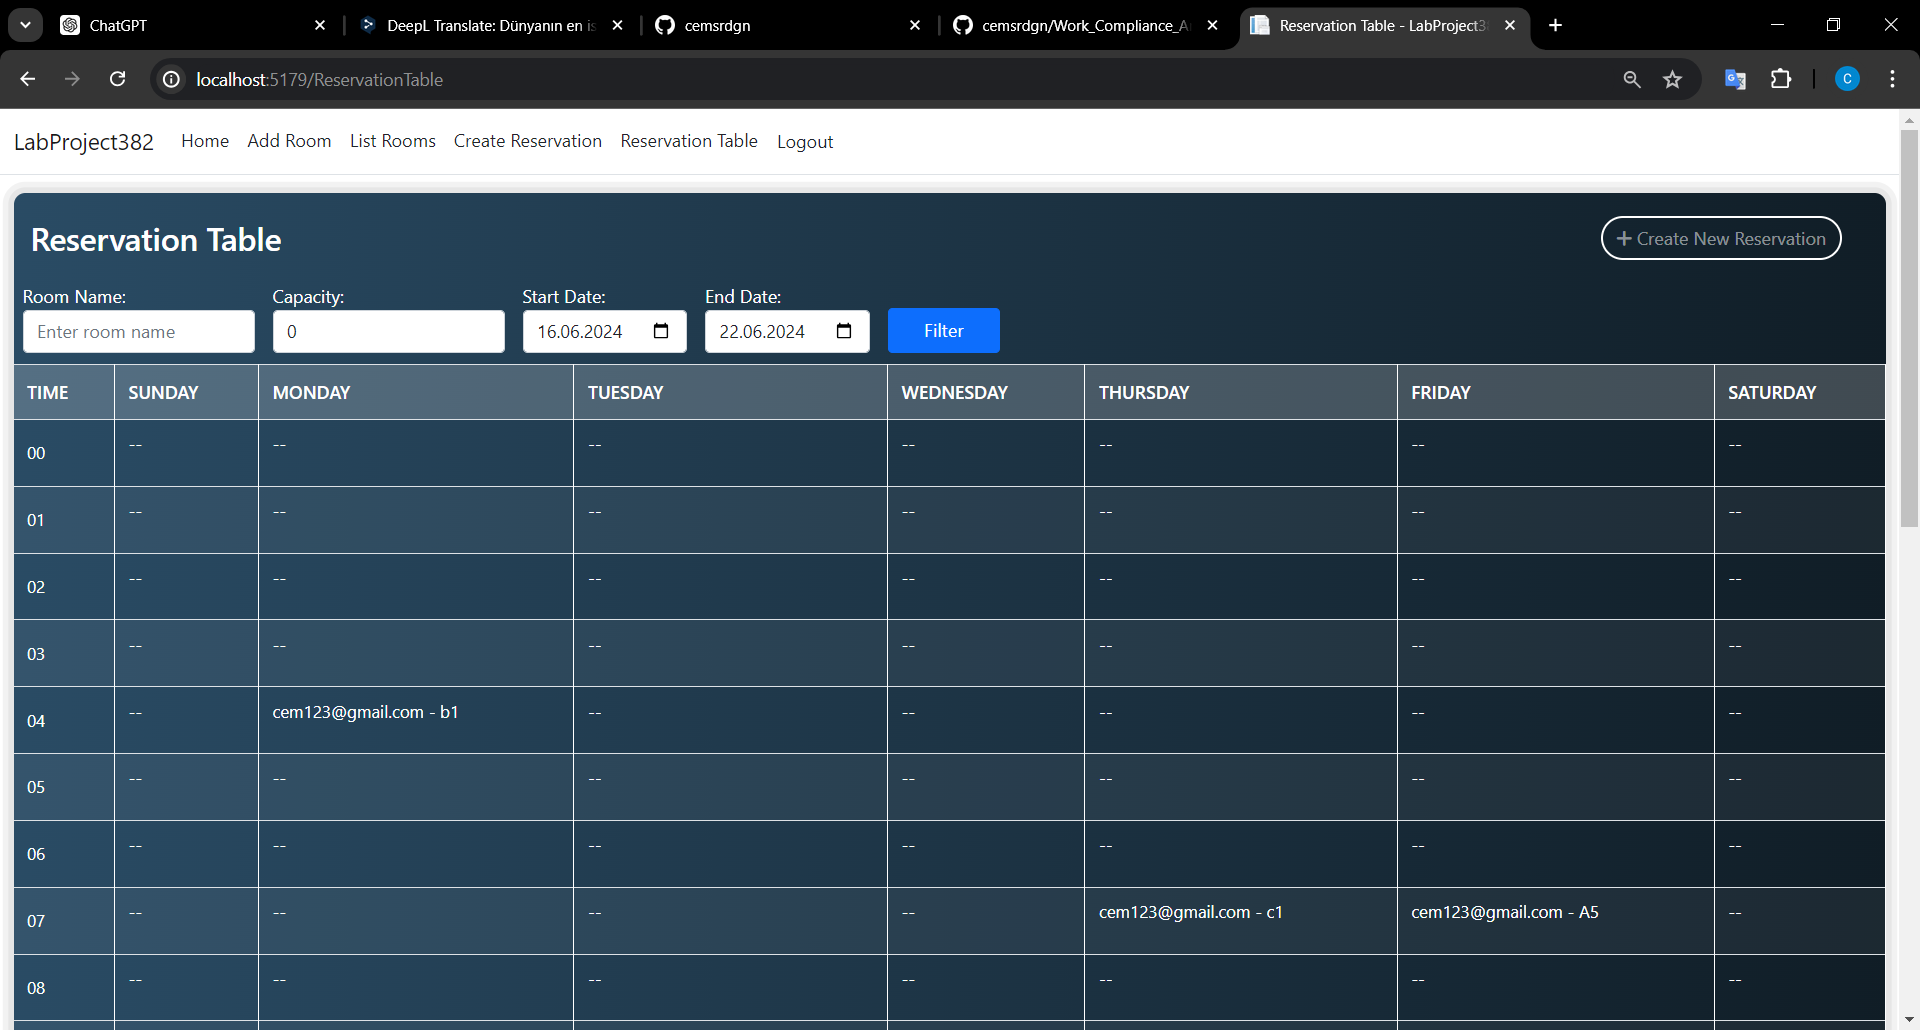 ChatGPT
DeepL Translate: Dünyanın en is
cemsrdgn
cemsrdgn/Work_Compliance_A
Reservation Table - LabProject3
localhost:5179/ReservationTable
C
LabProject382 Home Add Room List Rooms Create Reservation Reservation Table Logout
Reservation Table
+ Create New Reservation
Room Name: Capacity: Start Date: End Date:
Enter room name 0 16.06.2024 22.06.2024 Filter
TIME SUNDAY MONDAY TUESDAY WEDNESDAY THURSDAY FRIDAY SATURDAY
00 -- -- -- -- -- -- --
01 -- -- -- -- -- -- --
02 -- -- -- -- -- -- --
03 -- -- -- -- -- -- --
04 -- cem123@gmail.com - b1 -- -- -- -- --
05 -- -- -- -- -- -- --
06 -- -- -- -- -- -- --
07 -- -- -- -- cem123@gmail.com - c1 cem123@gmail.com - A5 --
08 -- -- -- -- -- -- --